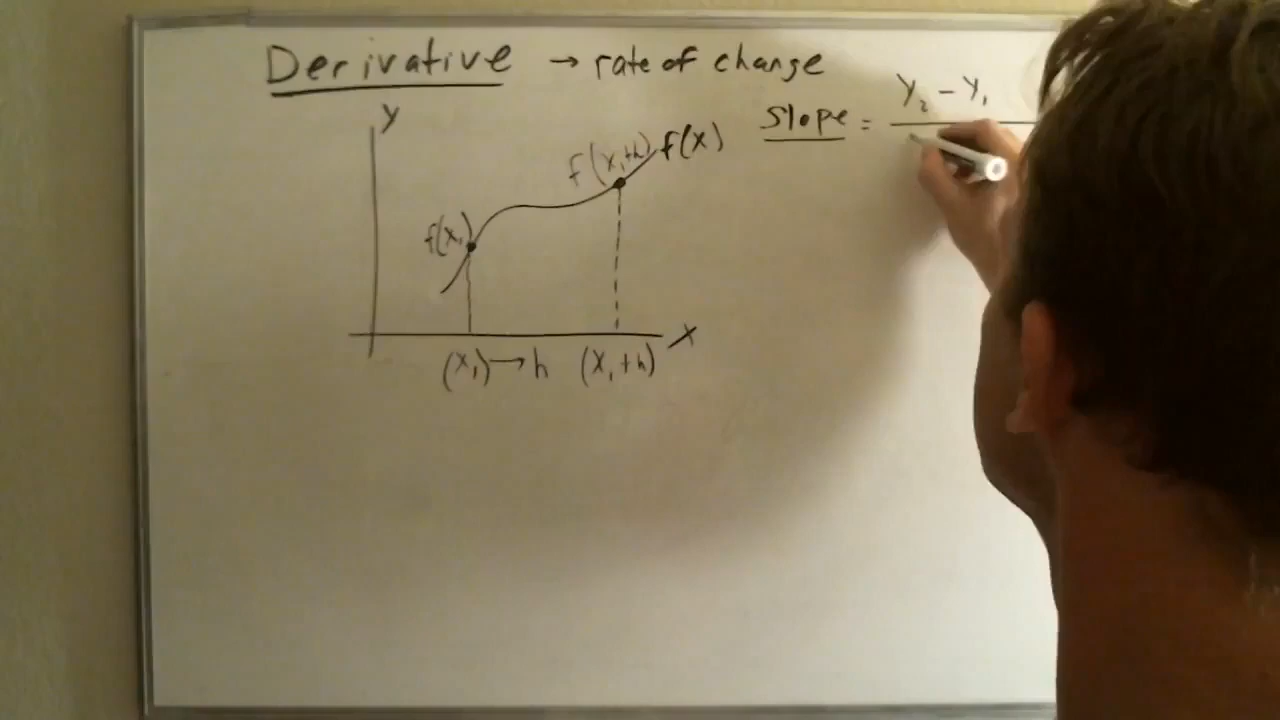 Derivative → rate of change
Y
Slope = Y₂ - Y₁
f(x₁+h) f(x)
f(x₁)
X
(x₁) → h (x₁+h)